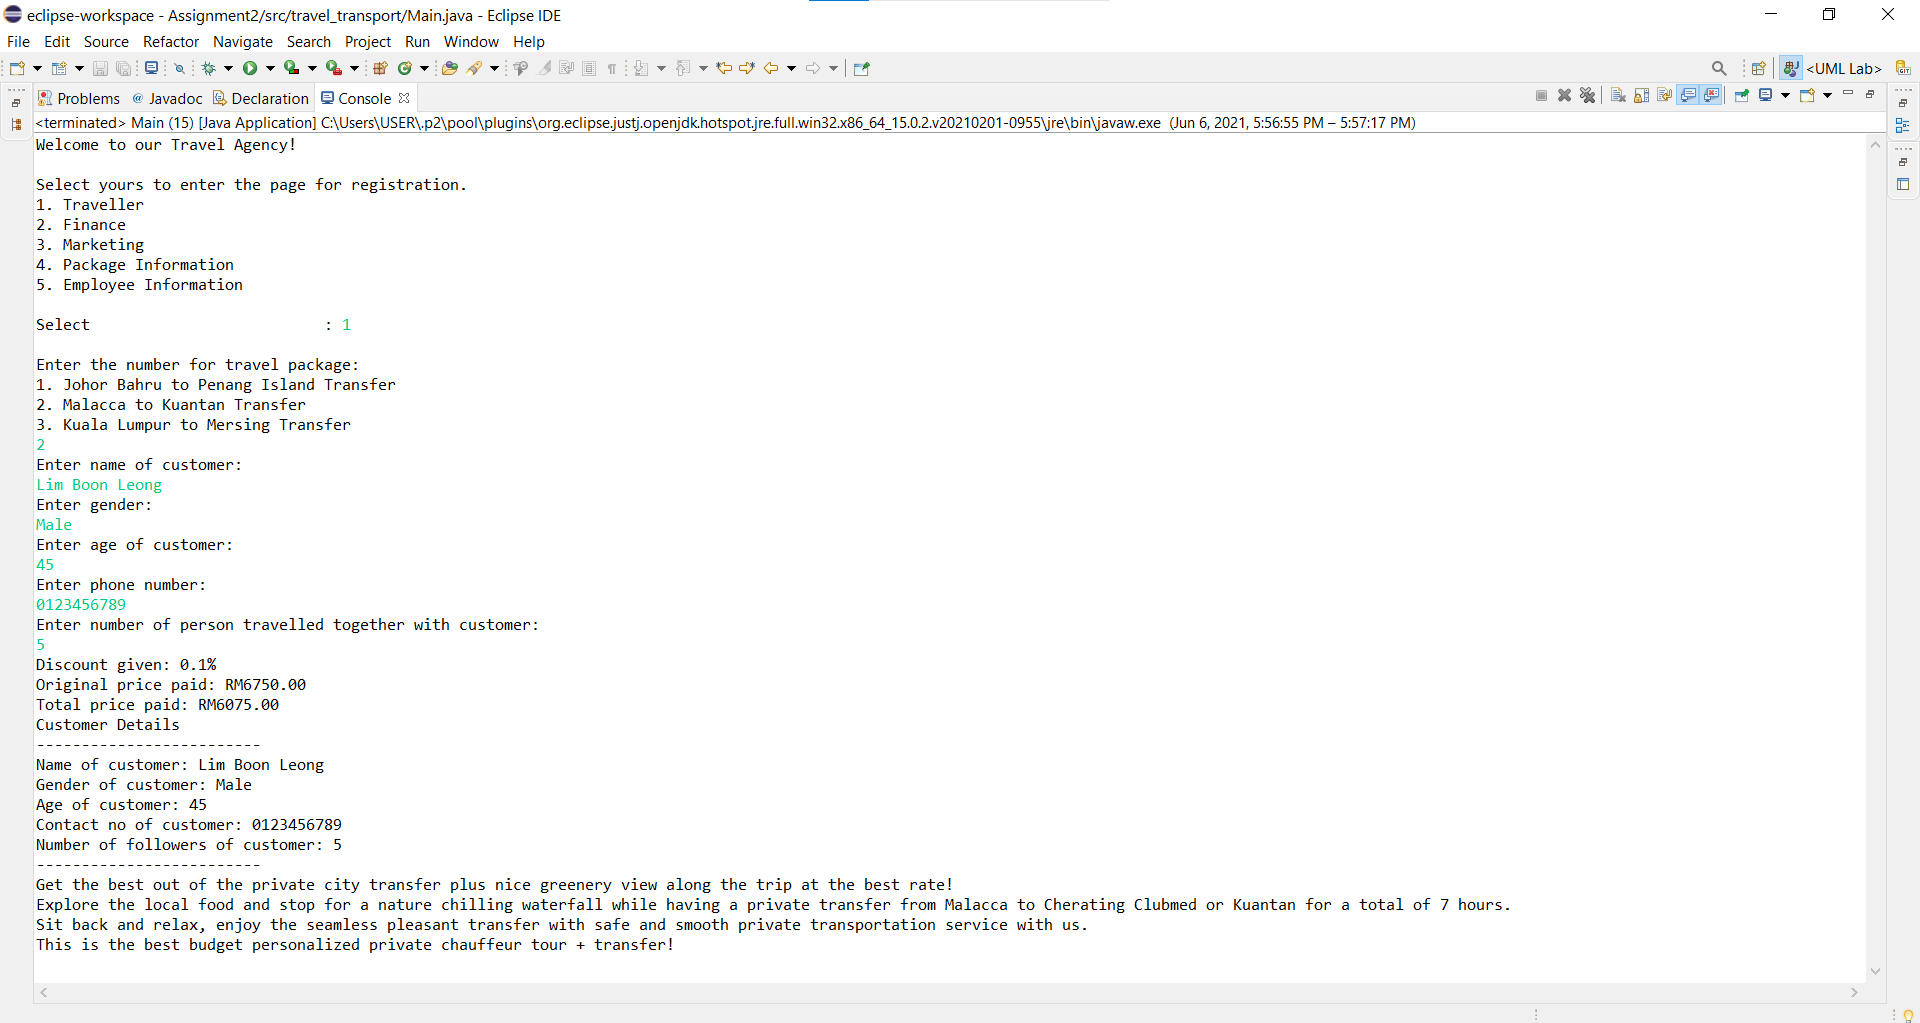 eclipse-workspace - Assignment2/src/travel_transport/Main.java - Eclipse IDE
File Edit Source Refactor Navigate Search Project Run Window Help
<UML Lab>
Problems @ Javadoc Declaration Console
<terminated> Main (15) [Java Application] C:\Users\USER\.p2\pool\plugins\org.eclipse.justj.openjdk.hotspot.jre.full.win32.x86_64_15.0.2.v20210201-0955\jre\bin\javaw.exe (Jun 6, 2021, 5:56:55 PM – 5:57:17 PM)
Welcome to our Travel Agency!
Select yours to enter the page for registration.
1. Traveller
2. Finance
3. Marketing
4. Package Information
5. Employee Information
Select : 1
Enter the number for travel package:
1. Johor Bahru to Penang Island Transfer
2. Malacca to Kuantan Transfer
3. Kuala Lumpur to Mersing Transfer
2
Enter name of customer:
Lim Boon Leong
Enter gender:
Male
Enter age of customer:
45
Enter phone number:
0123456789
Enter number of person travelled together with customer:
5
Discount given: 0.1%
Original price paid: RM6750.00
Total price paid: RM6075.00
Customer Details
-------------------------
Name of customer: Lim Boon Leong
Gender of customer: Male
Age of customer: 45
Contact no of customer: 0123456789
Number of followers of customer: 5
-------------------------
Get the best out of the private city transfer plus nice greenery view along the trip at the best rate!
Explore the local food and stop for a nature chilling waterfall while having a private transfer from Malacca to Cherating Clubmed or Kuantan for a total of 7 hours.
Sit back and relax, enjoy the seamless pleasant transfer with safe and smooth private transportation service with us.
This is the best budget personalized private chauffeur tour + transfer!